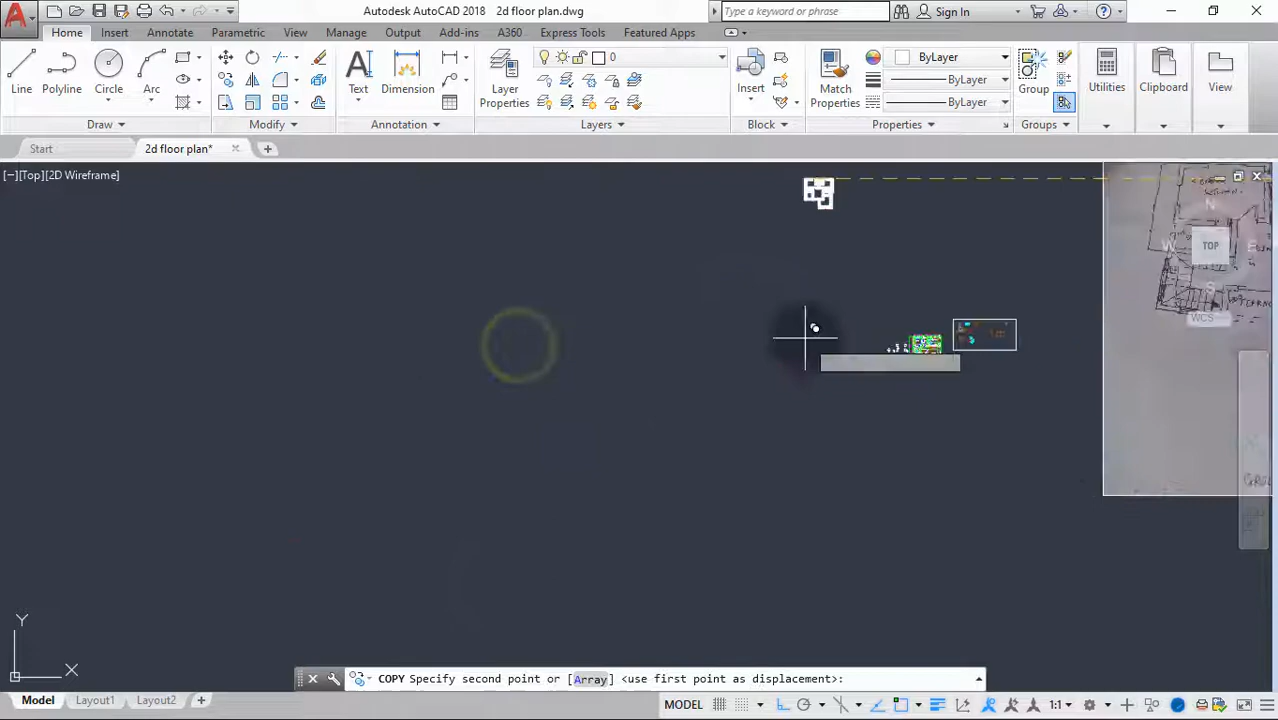 Autodesk AutoCAD 2018 2d floor plan.dwg
Type a keyword or phrase
Sign In
Home Insert Annotate Parametric View Manage Output Add-ins A360 Express Tools Featured Apps
Line Polyline Circle Arc
Text Dimension
Layer Properties
0
Insert
Match Properties
ByLayer
ByLayer
ByLayer
Group
Utilities
Clipboard
View
Draw
Modify
Annotation
Layers
Block
Properties
Groups
Start
2d floor plan*
[−][Top][2D Wireframe]
N
W TOP E
S
WCS
Y
X
COPY Specify second point or [Array] <use first point as displacement>:
Model Layout1 Layout2
MODEL
1:1